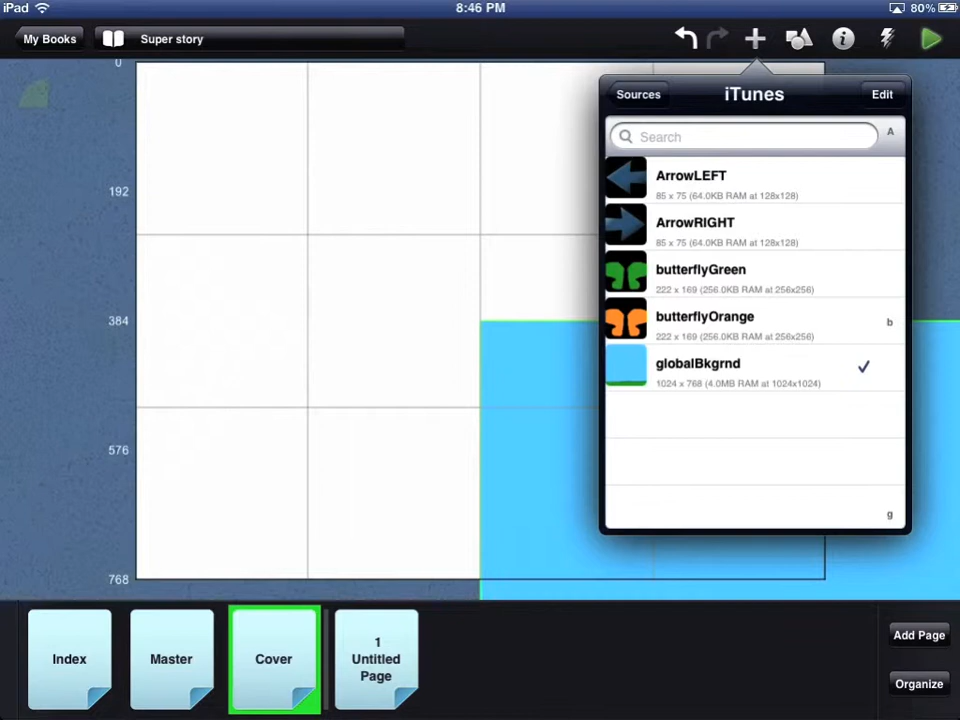 iPad 8:46 PM 80%
My Books Super story
Sources iTunes Edit
Search A
ArrowLEFT
85 x 75 (64.0KB RAM at 128x128)
ArrowRIGHT
85 x 75 (64.0KB RAM at 128x128)
butterflyGreen
222 x 169 (256.0KB RAM at 256x256)
butterflyOrange
222 x 169 (256.0KB RAM at 256x256)
b
globalBkgrnd
1024 x 768 (4.0MB RAM at 1024x1024)
g
0
192
384
576
768
Index
Master
Cover
1
Untitled
Page
Add Page
Organize